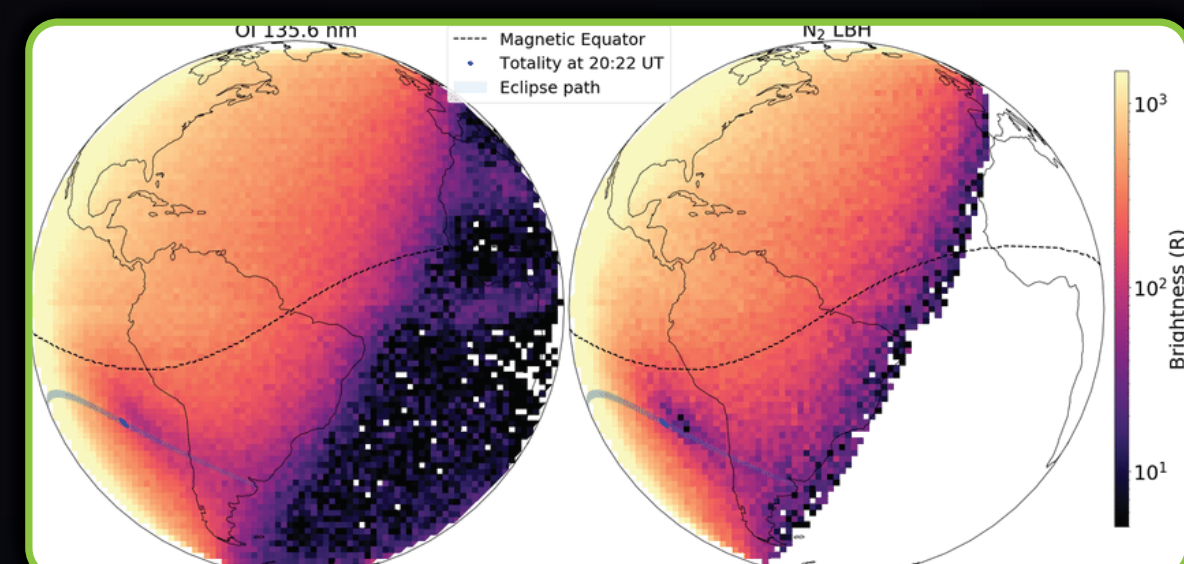 OI 135.6 nm
N₂ LBH
Magnetic Equator
Totality at 20:22 UT
Eclipse path
10³
10²
10¹
Brightness (R)